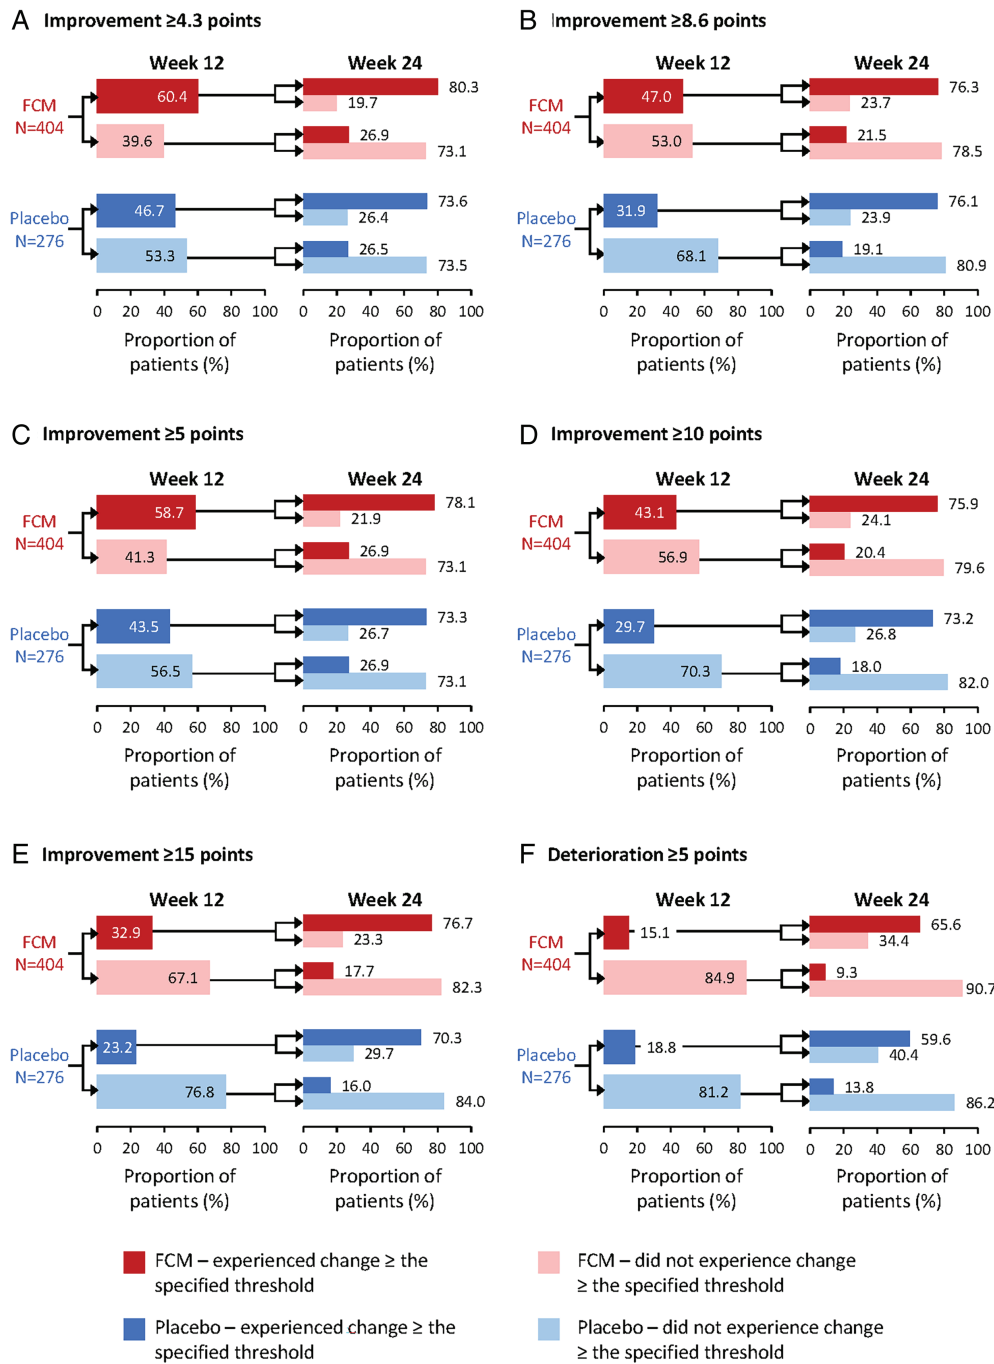 A Improvement ≥4.3 points
Week 12 Week 24
FCM
N=404
60.4
80.3
19.7
39.6
26.9
73.1
Placebo
N=276
46.7
73.6
26.4
53.3
26.5
73.5
0 20 40 60 80 100 0 20 40 60 80 100
Proportion of
patients (%)
Proportion of
patients (%)
B Improvement ≥8.6 points
Week 12 Week 24
FCM
N=404
47.0
76.3
23.7
53.0
21.5
78.5
Placebo
N=276
31.9
76.1
23.9
68.1
19.1
80.9
0 20 40 60 80 100 0 20 40 60 80 100
Proportion of
patients (%)
Proportion of
patients (%)
C Improvement ≥5 points
Week 12 Week 24
FCM
N=404
58.7
78.1
21.9
41.3
26.9
73.1
Placebo
N=276
43.5
73.3
26.7
56.5
26.9
73.1
0 20 40 60 80 100 0 20 40 60 80 100
Proportion of
patients (%)
Proportion of
patients (%)
D Improvement ≥10 points
Week 12 Week 24
FCM
N=404
43.1
75.9
24.1
56.9
20.4
79.6
Placebo
N=276
29.7
73.2
26.8
70.3
18.0
82.0
0 20 40 60 80 100 0 20 40 60 80 100
Proportion of
patients (%)
Proportion of
patients (%)
E Improvement ≥15 points
Week 12 Week 24
FCM
N=404
32.9
76.7
23.3
67.1
17.7
82.3
Placebo
N=276
23.2
70.3
29.7
76.8
16.0
84.0
0 20 40 60 80 100 0 20 40 60 80 100
Proportion of
patients (%)
Proportion of
patients (%)
F Deterioration ≥5 points
Week 12 Week 24
FCM
N=404
15.1
65.6
34.4
84.9
9.3
90.7
Placebo
N=276
18.8
59.6
40.4
81.2
13.8
86.2
0 20 40 60 80 100 0 20 40 60 80 100
Proportion of
patients (%)
Proportion of
patients (%)
FCM – experienced change ≥ the
specified threshold
FCM – did not experience change
≥ the specified threshold
Placebo – experienced change ≥ the
specified threshold
Placebo – did not experience change
≥ the specified threshold